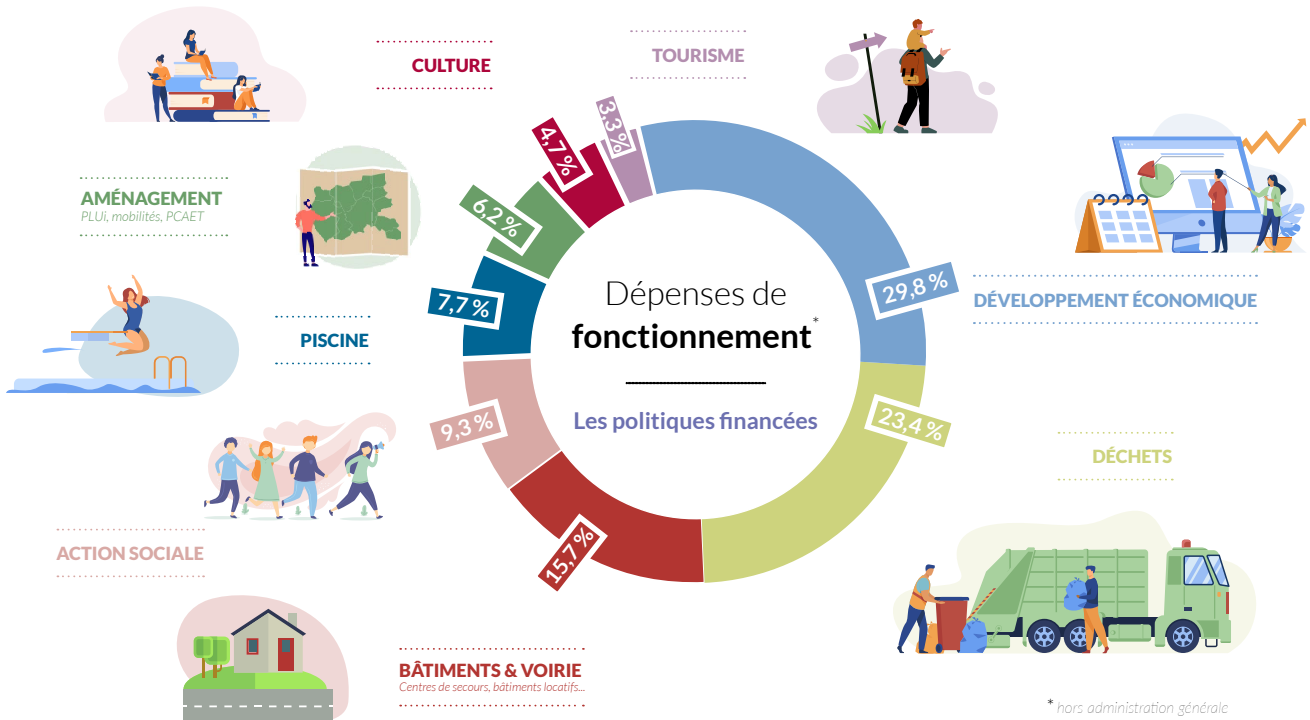 CULTURE
TOURISME
AMÉNAGEMENT
PLUi, mobilités, PCAET
PISCINE
ACTION SOCIALE
BÂTIMENTS & VOIRIE
Centres de secours, bâtiments locatifs...
DÉVELOPPEMENT ÉCONOMIQUE
DÉCHETS
3,3 %
4,7 %
6,2 %
7,7 %
9,3 %
15,7 %
23,4 %
29,8 %
Dépenses de
fonctionnement*
Les politiques financées
* hors administration générale